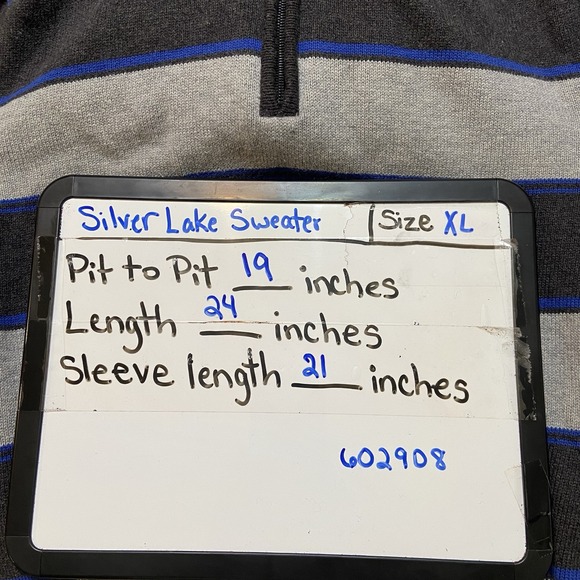 Silver Lake Sweater | Size XL
Pit to Pit 19 inches
Length 24 inches
Sleeve length 21 inches
602908